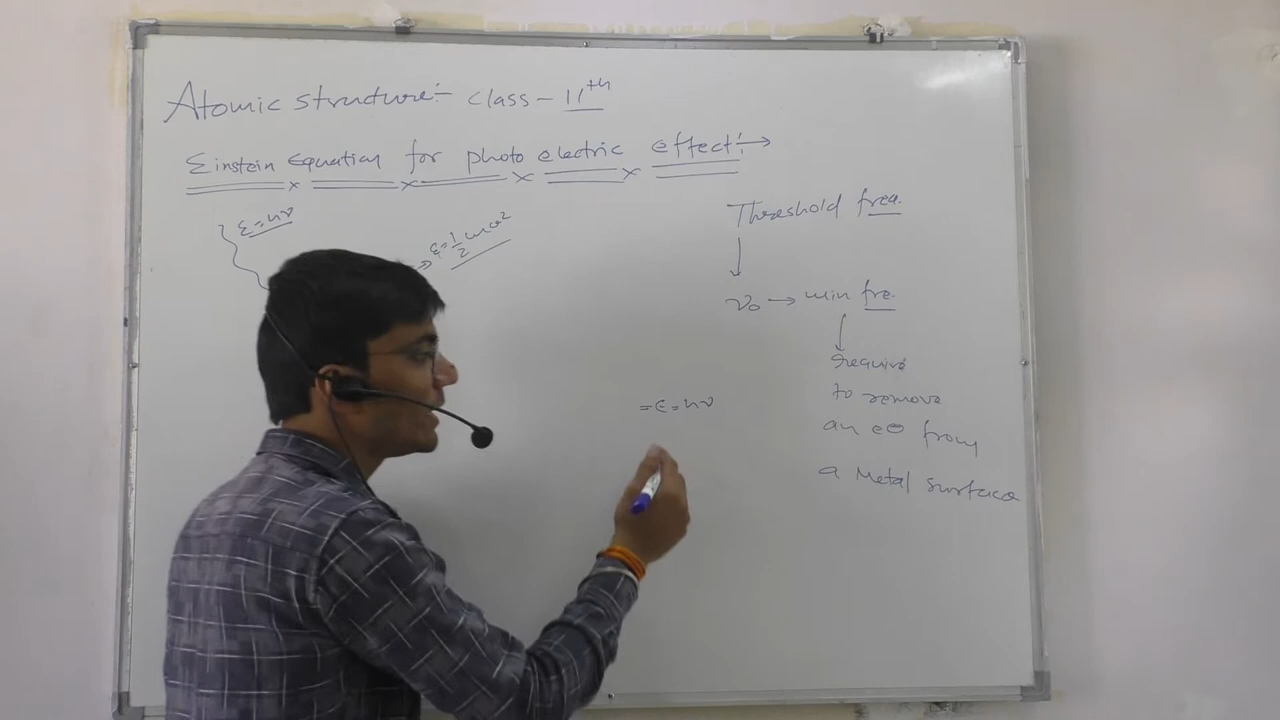 Atomic structure:- class - 11th
Einstein Equation for photo electric effect:→
E = hν
E = 1/2 mv²
Threshold freq.
↓
ν₀ → min fre.
↓
require
to remove
an e⊖ from
a Metal surface
= E = hν